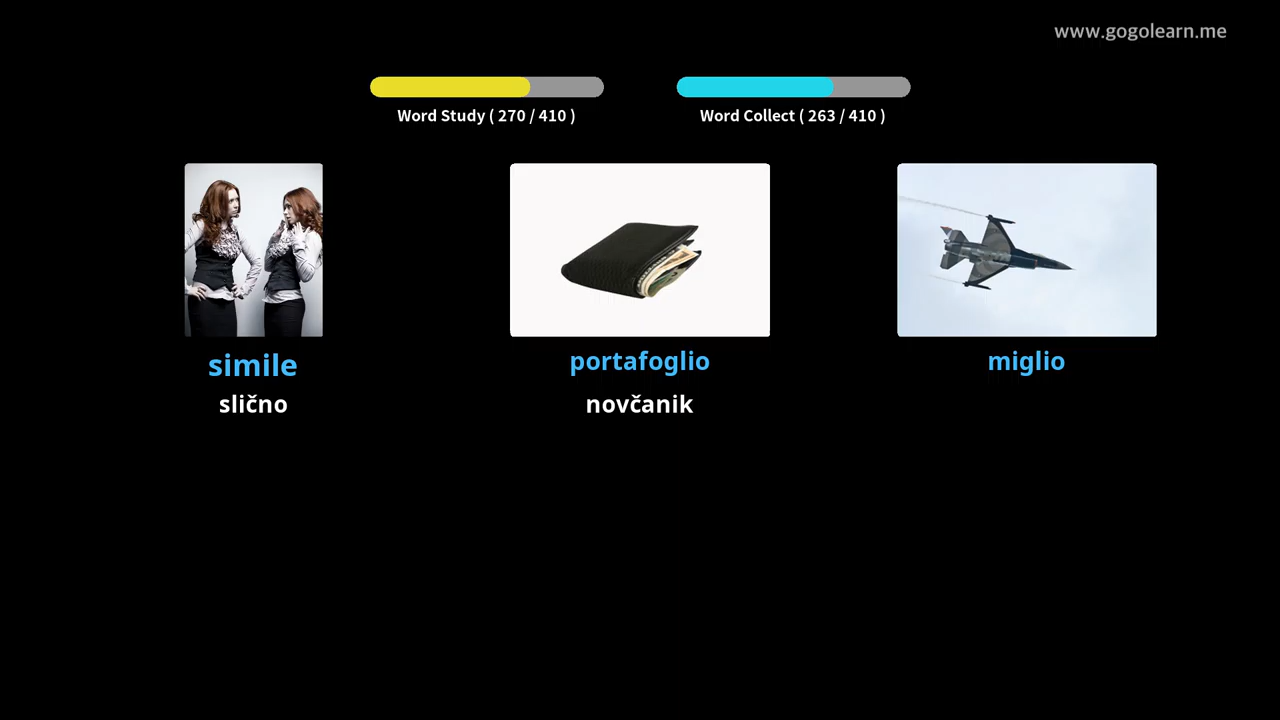 www.gogolearn.me
Word Study ( 270 / 410 )
Word Collect ( 263 / 410 )
simile
portafoglio
miglio
slično
novčanik